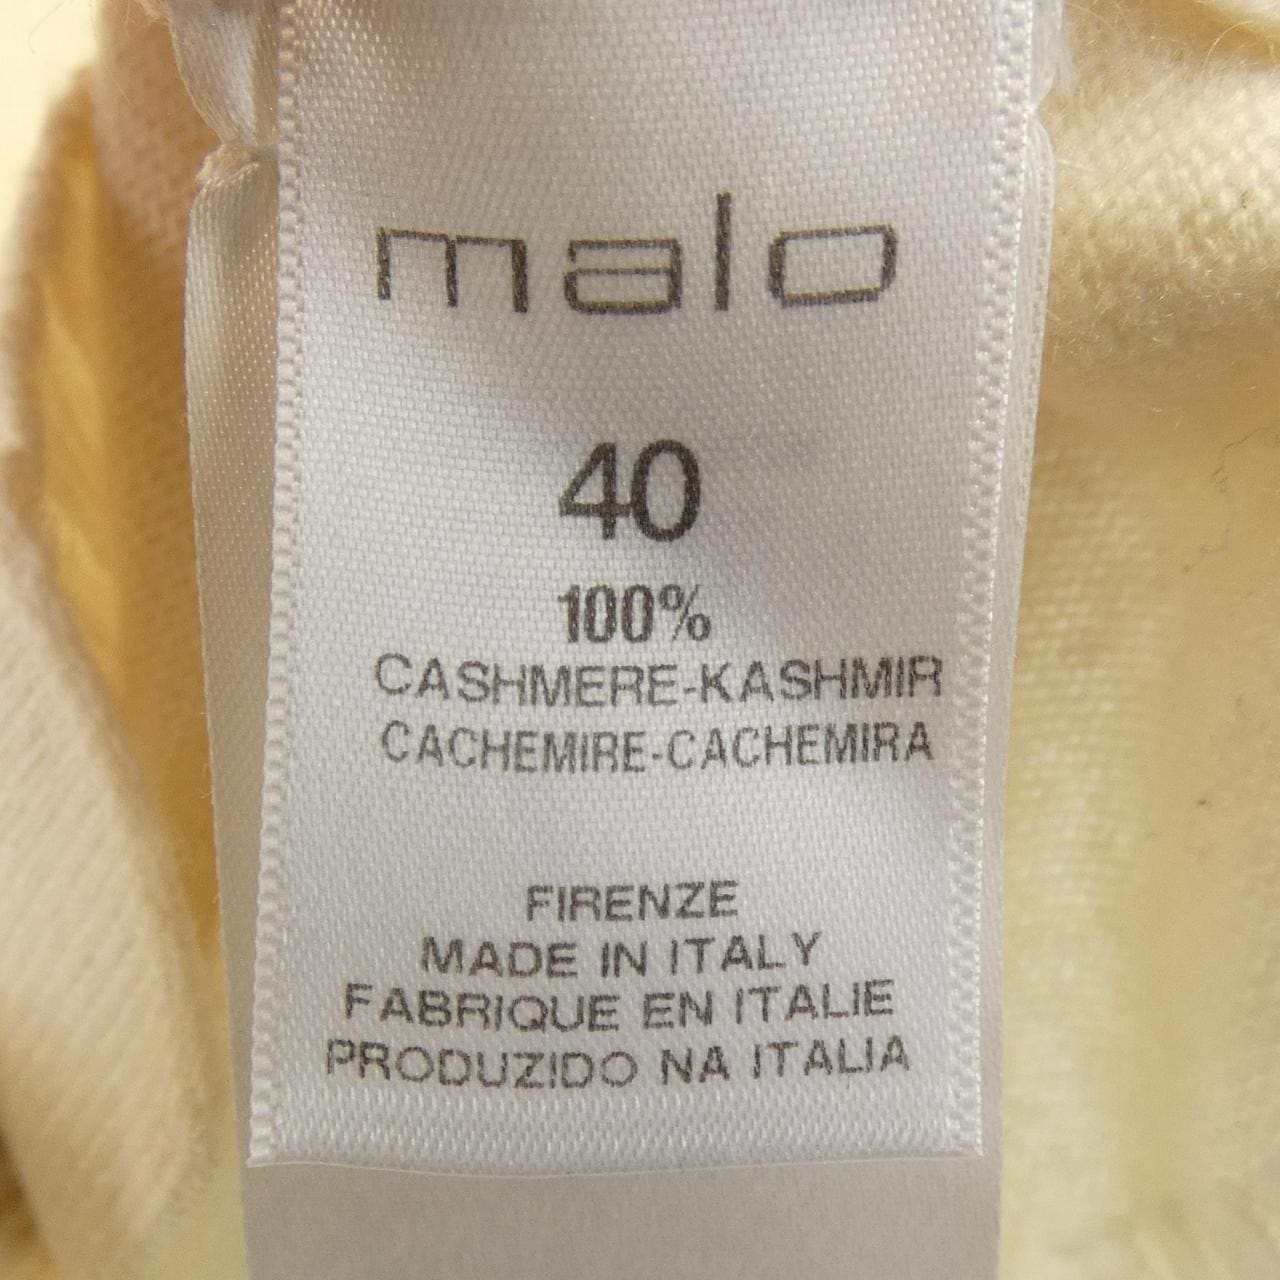 malo
40
100%
CASHMERE-KASHMIR
CACHEMIRE-CACHEMIRA
FIRENZE
MADE IN ITALY
FABRIQUE EN ITALIE
PRODUZIDO NA ITALIA